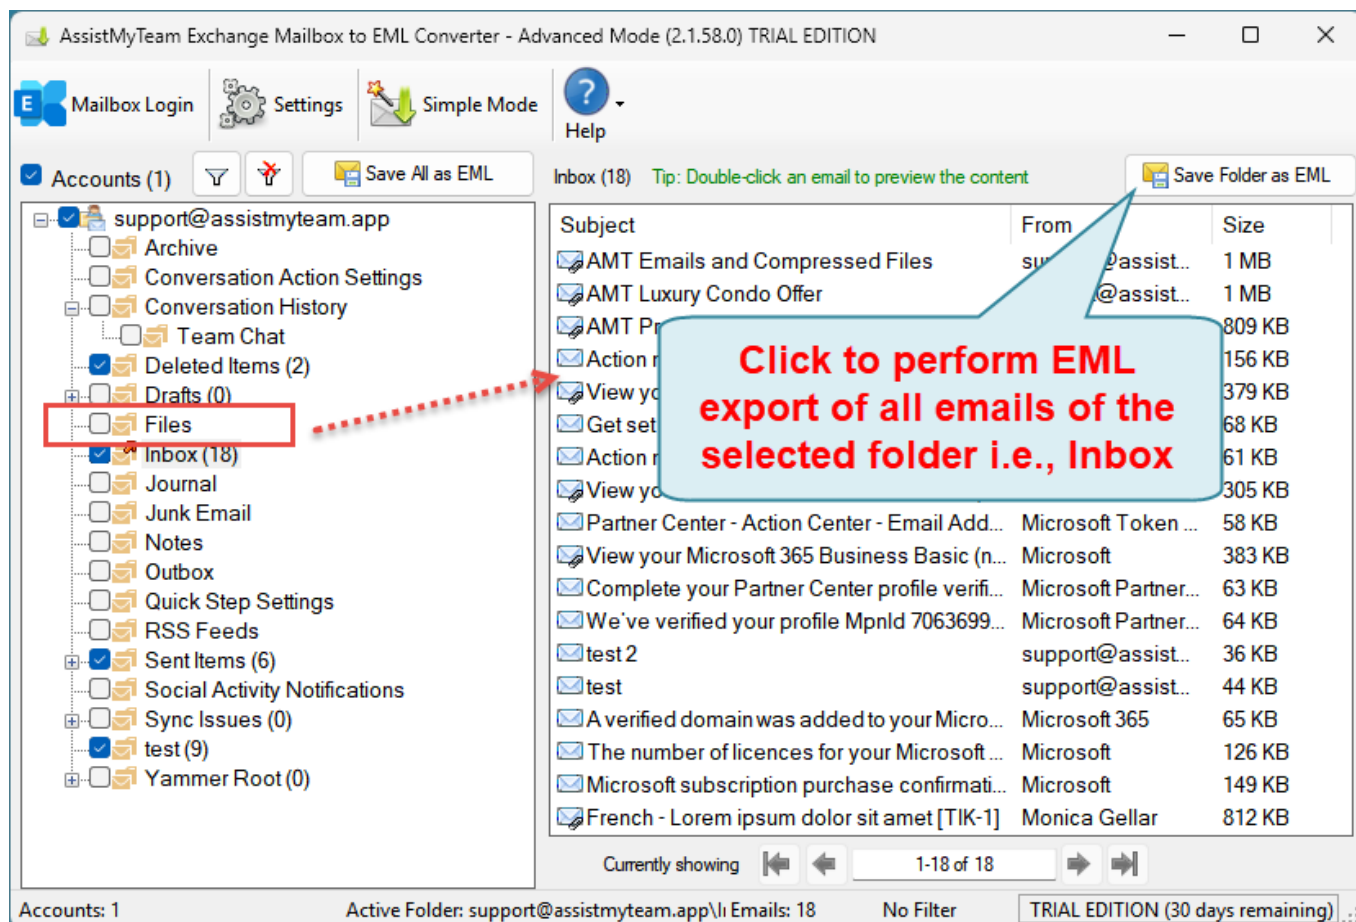 AssistMyTeam Exchange Mailbox to EML Converter - Advanced Mode (2.1.58.0) TRIAL EDITION
E Mailbox Login Settings Simple Mode ? Help
Accounts (1) Save All as EML
Inbox (18) Tip: Double-click an email to preview the content Save Folder as EML
support@assistmyteam.app
Archive
Conversation Action Settings
Conversation History
Team Chat
Deleted Items (2)
Drafts (0)
Files
Inbox (18)
Journal
Junk Email
Notes
Outbox
Quick Step Settings
RSS Feeds
Sent Items (6)
Social Activity Notifications
Sync Issues (0)
test (9)
Yammer Root (0)
Subject From Size
AMT Emails and Compressed Files 1 MB
AMT Luxury Condo Offer @assist... 1 MB
AMT 809 KB
Action 156 KB
View 379 KB
Get set 68 KB
Action 61 KB
View 305 KB
Click to perform EML
export of all emails of the
selected folder i.e., Inbox
Partner Center - Action Center - Email Add... Microsoft Token ... 58 KB
View your Microsoft 365 Business Basic (n... Microsoft 383 KB
Complete your Partner Center profile verifi... Microsoft Partner... 63 KB
We've verified your profile MpnId 7063699... Microsoft Partner... 64 KB
test 2 support@assist... 36 KB
test support@assist... 44 KB
A verified domain was added to your Micro... Microsoft 365 65 KB
The number of licences for your Microsoft ... Microsoft 126 KB
Microsoft subscription purchase confirmati... Microsoft 149 KB
French - Lorem ipsum dolor sit amet [TIK-1] Monica Gellar 812 KB
Currently showing 1-18 of 18
Accounts: 1 Active Folder: support@assistmyteam.app\ Emails: 18 No Filter TRIAL EDITION (30 days remaining)